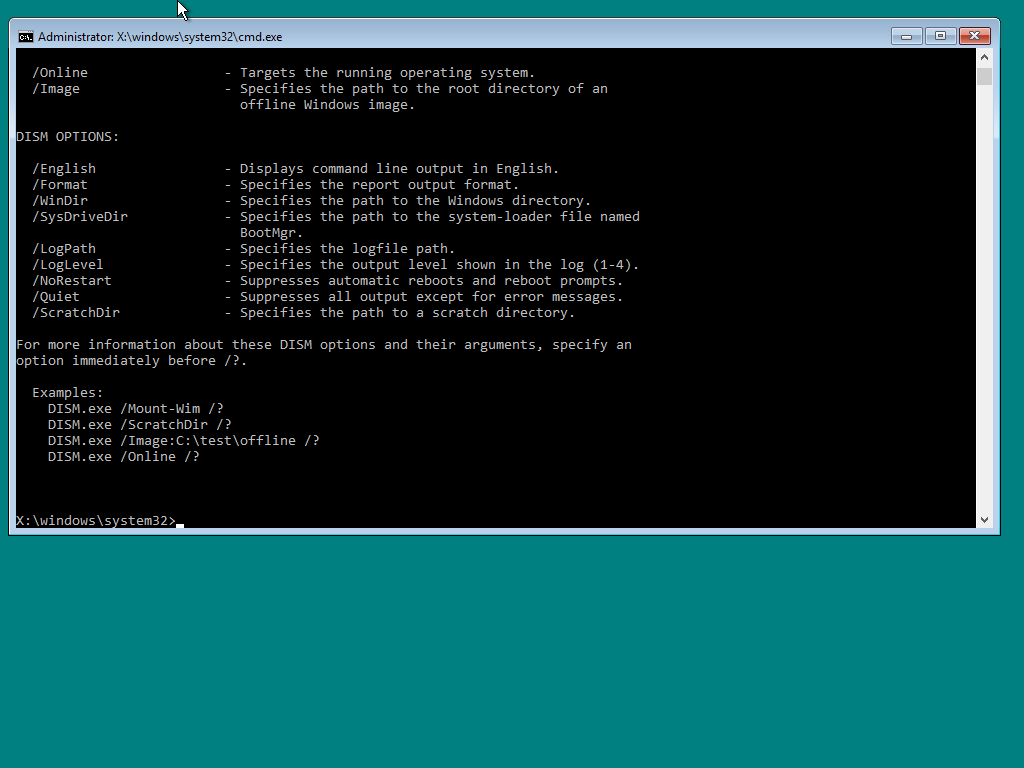 Administrator: X:\windows\system32\cmd.exe
/Online - Targets the running operating system.
/Image - Specifies the path to the root directory of an
offline Windows image.
DISM OPTIONS:
/English - Displays command line output in English.
/Format - Specifies the report output format.
/WinDir - Specifies the path to the Windows directory.
/SysDriveDir - Specifies the path to the system-loader file named
BootMgr.
/LogPath - Specifies the logfile path.
/LogLevel - Specifies the output level shown in the log (1-4).
/NoRestart - Suppresses automatic reboots and reboot prompts.
/Quiet - Suppresses all output except for error messages.
/ScratchDir - Specifies the path to a scratch directory.
For more information about these DISM options and their arguments, specify an
option immediately before /?.
Examples:
DISM.exe /Mount-Wim /?
DISM.exe /ScratchDir /?
DISM.exe /Image:C:\test\offline /?
DISM.exe /Online /?
X:\windows\system32>